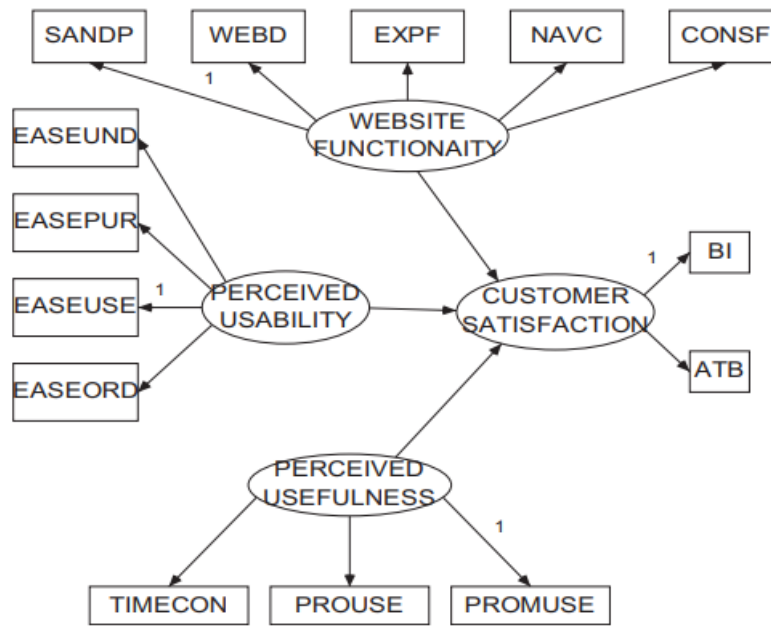 SANDP
WEBD
EXPF
NAVC
CONSF
1
WEBSITE
FUNCTIONAITY
EASEUND
EASEPUR
EASEUSE
EASEORD
1
PERCEIVED
USABILITY
CUSTOMER
SATISFACTION
1
BI
ATB
PERCEIVED
USEFULNESS
1
TIMECON
PROUSE
PROMUSE